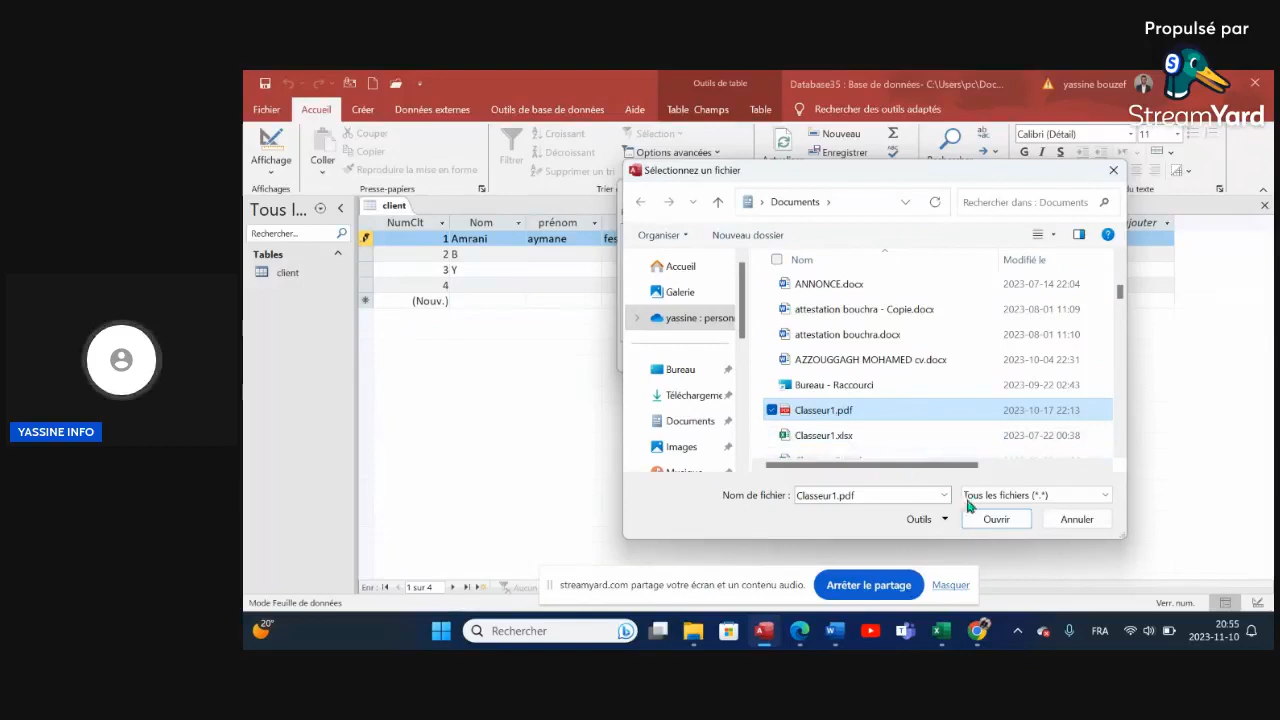 Propulsé par
StreamYard
YASSINE INFO
Outils de table
Database35 : Base de données- C:\Users\pc\Doc...
yassine bouzef
Fichier Accueil Créer Données externes Outils de base de données Aide Table Champs Table Rechercher des outils adaptés
Affichage
Affichages
Coller
Couper
Copier
Reproduire la mise en forme
Presse-papiers
Filtrer
Croissant
Décroissant
Supprimer un tri
Sélection
Options avancées
Trier
Nouveau
Enregistrer
Calibri (Détail) 11
G I S
du texte
Tous l...
Rechercher...
Tables
client
client
NumClt Nom prénom
ajouter
1 Amrani aymane fes
2 B
3 Y
4
(Nouv.)
Sélectionnez un fichier
Documents
Rechercher dans : Documents
Organiser Nouveau dossier
Accueil
Galerie
yassine : person
Bureau
Téléchargeme
Documents
Images
Nom Modifié le
ANNONCE.docx 2023-07-14 22:04
attestation bouchra - Copie.docx 2023-08-01 11:09
attestation bouchra.docx 2023-08-01 11:10
AZZOUGGAGH MOHAMED cv.docx 2023-10-04 22:31
Bureau - Raccourci 2023-09-22 02:43
Classeur1.pdf 2023-10-17 22:13
Classeur1.xlsx 2023-07-22 00:38
Nom de fichier : Classeur1.pdf Tous les fichiers (*.*)
Outils Ouvrir Annuler
Enr : 1 sur 4 Aucun
streamyard.com partage votre écran et un contenu audio. Arrêter le partage Masquer
Mode Feuille de données Verr. num.
20°
Rechercher
FRA
20:55
2023-11-10